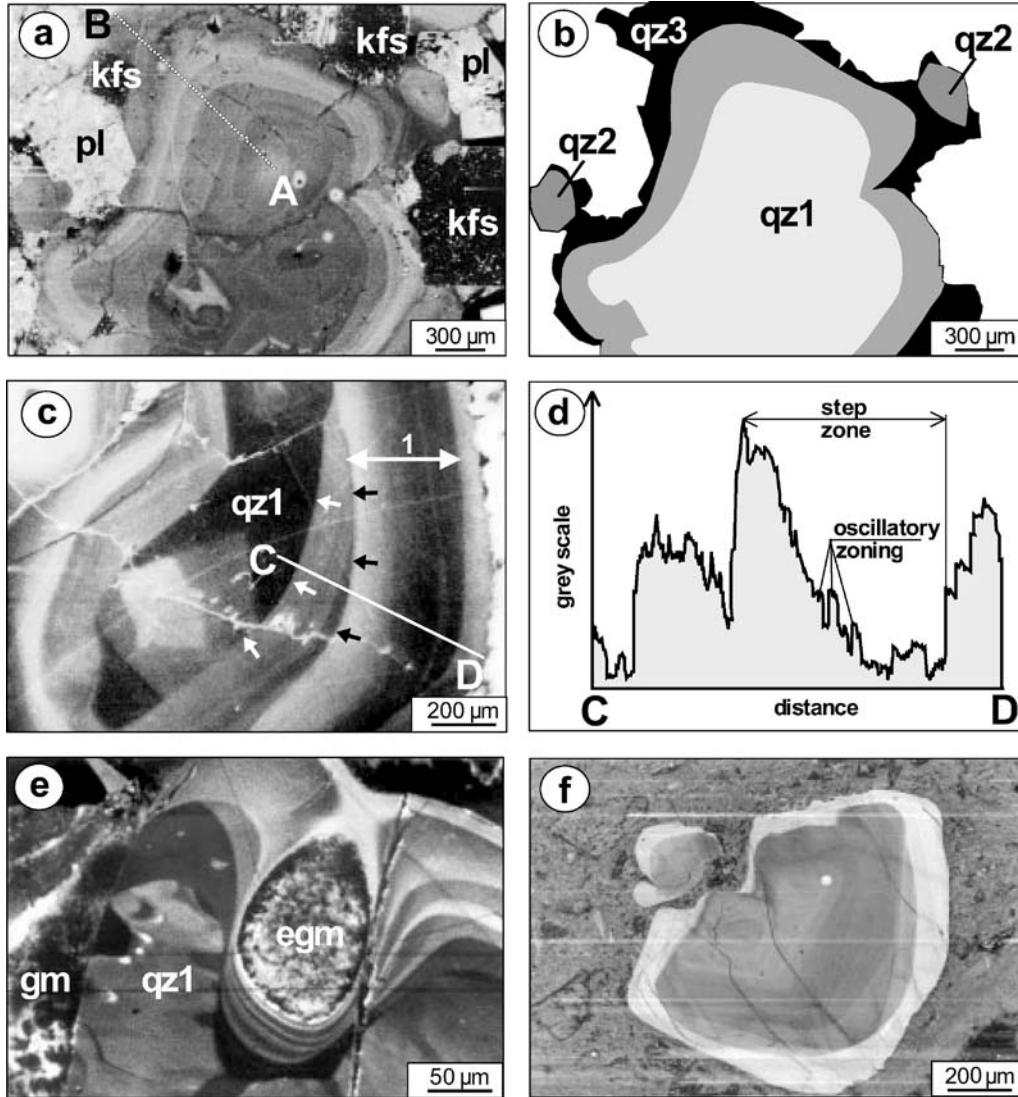 a
B
kfs
kfs
pl
pl
A
kfs
300 µm
b
qz3
qz2
qz2
qz1
300 µm
c
1
qz1
C
D
200 µm
d
step
zone
oscillatory
zoning
grey scale
C
distance
D
e
egm
gm
qz1
50 µm
f
200 µm